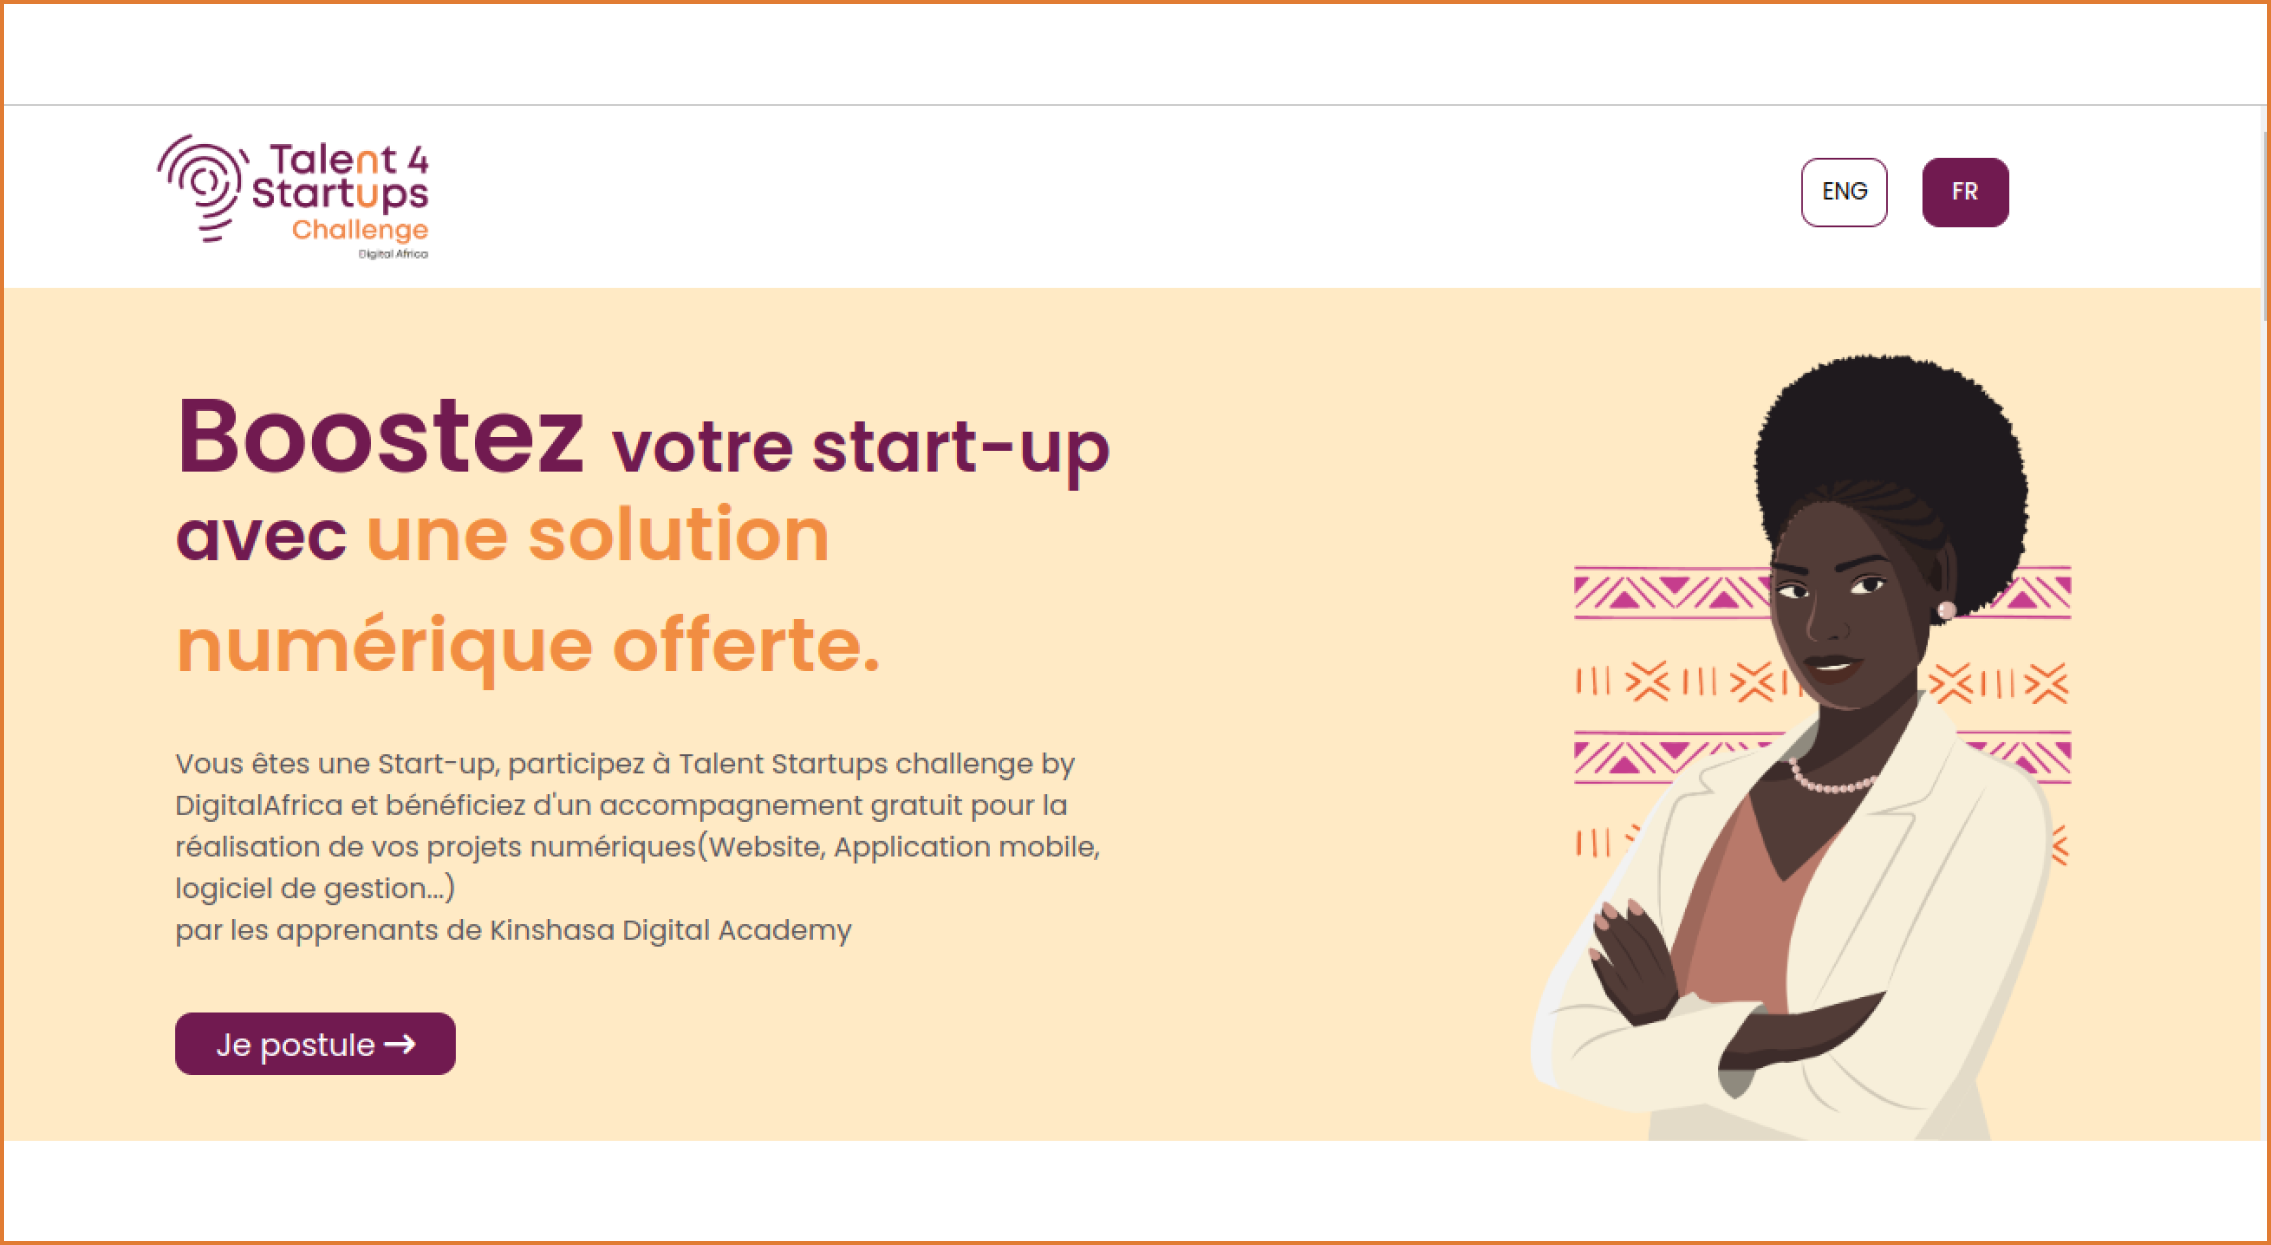 Talent 4
Startups
Challenge
Digital Africa
ENG
FR
Boostez votre start-up
avec une solution
numérique offerte.
Vous êtes une Start-up, participez à Talent Startups challenge by
DigitalAfrica et bénéficiez d'un accompagnement gratuit pour la
réalisation de vos projets numériques(Website, Application mobile,
logiciel de gestion...)
par les apprenants de Kinshasa Digital Academy
Je postule →